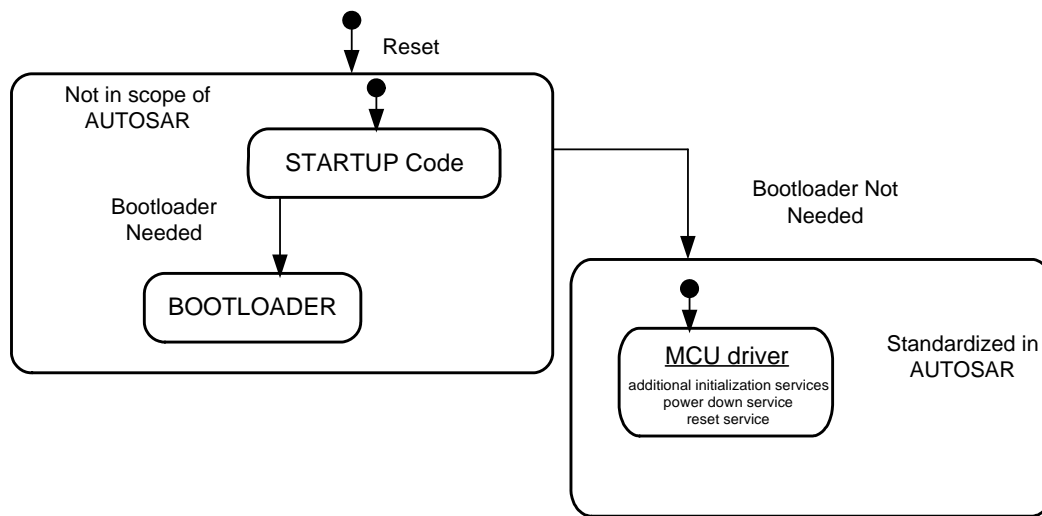 Reset
Not in scope of
AUTOSAR
STARTUP Code
Bootloader
Needed
BOOTLOADER
Bootloader Not
Needed
MCU driver
additional initialization services
power down service
reset service
Standardized in
AUTOSAR